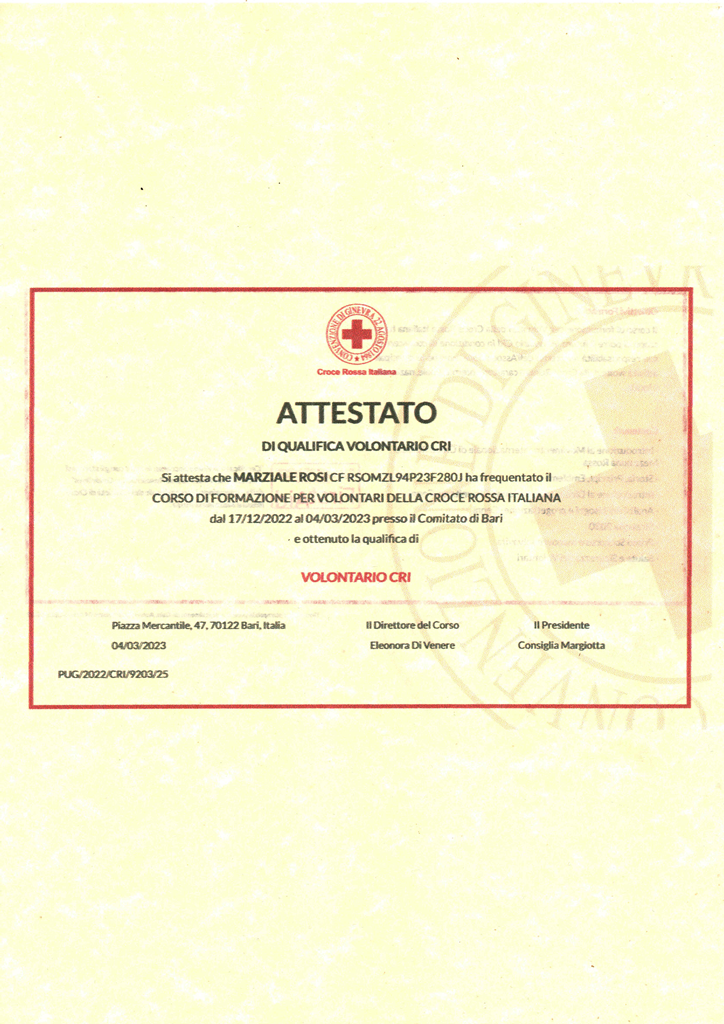 CONVENZIONE DI GINEVRA 22 AGOSTO 1864
Croce Rossa Italiana
ATTESTATO
DI QUALIFICA VOLONTARIO CRI
Si attesta che MARZIALE ROSI CF RSOMZL94P23F280J ha frequentato il
CORSO DI FORMAZIONE PER VOLONTARI DELLA CROCE ROSSA ITALIANA
dal 17/12/2022 al 04/03/2023 presso il Comitato di Bari
e ottenuto la qualifica di
VOLONTARIO CRI
Piazza Mercantile, 47, 70122 Bari, Italia
Il Direttore del Corso
Il Presidente
04/03/2023
Eleonora Di Venere
Consiglia Margiotta
PUG/2022/CRI/9203/25
CONVENZIONE DI GINEVRA